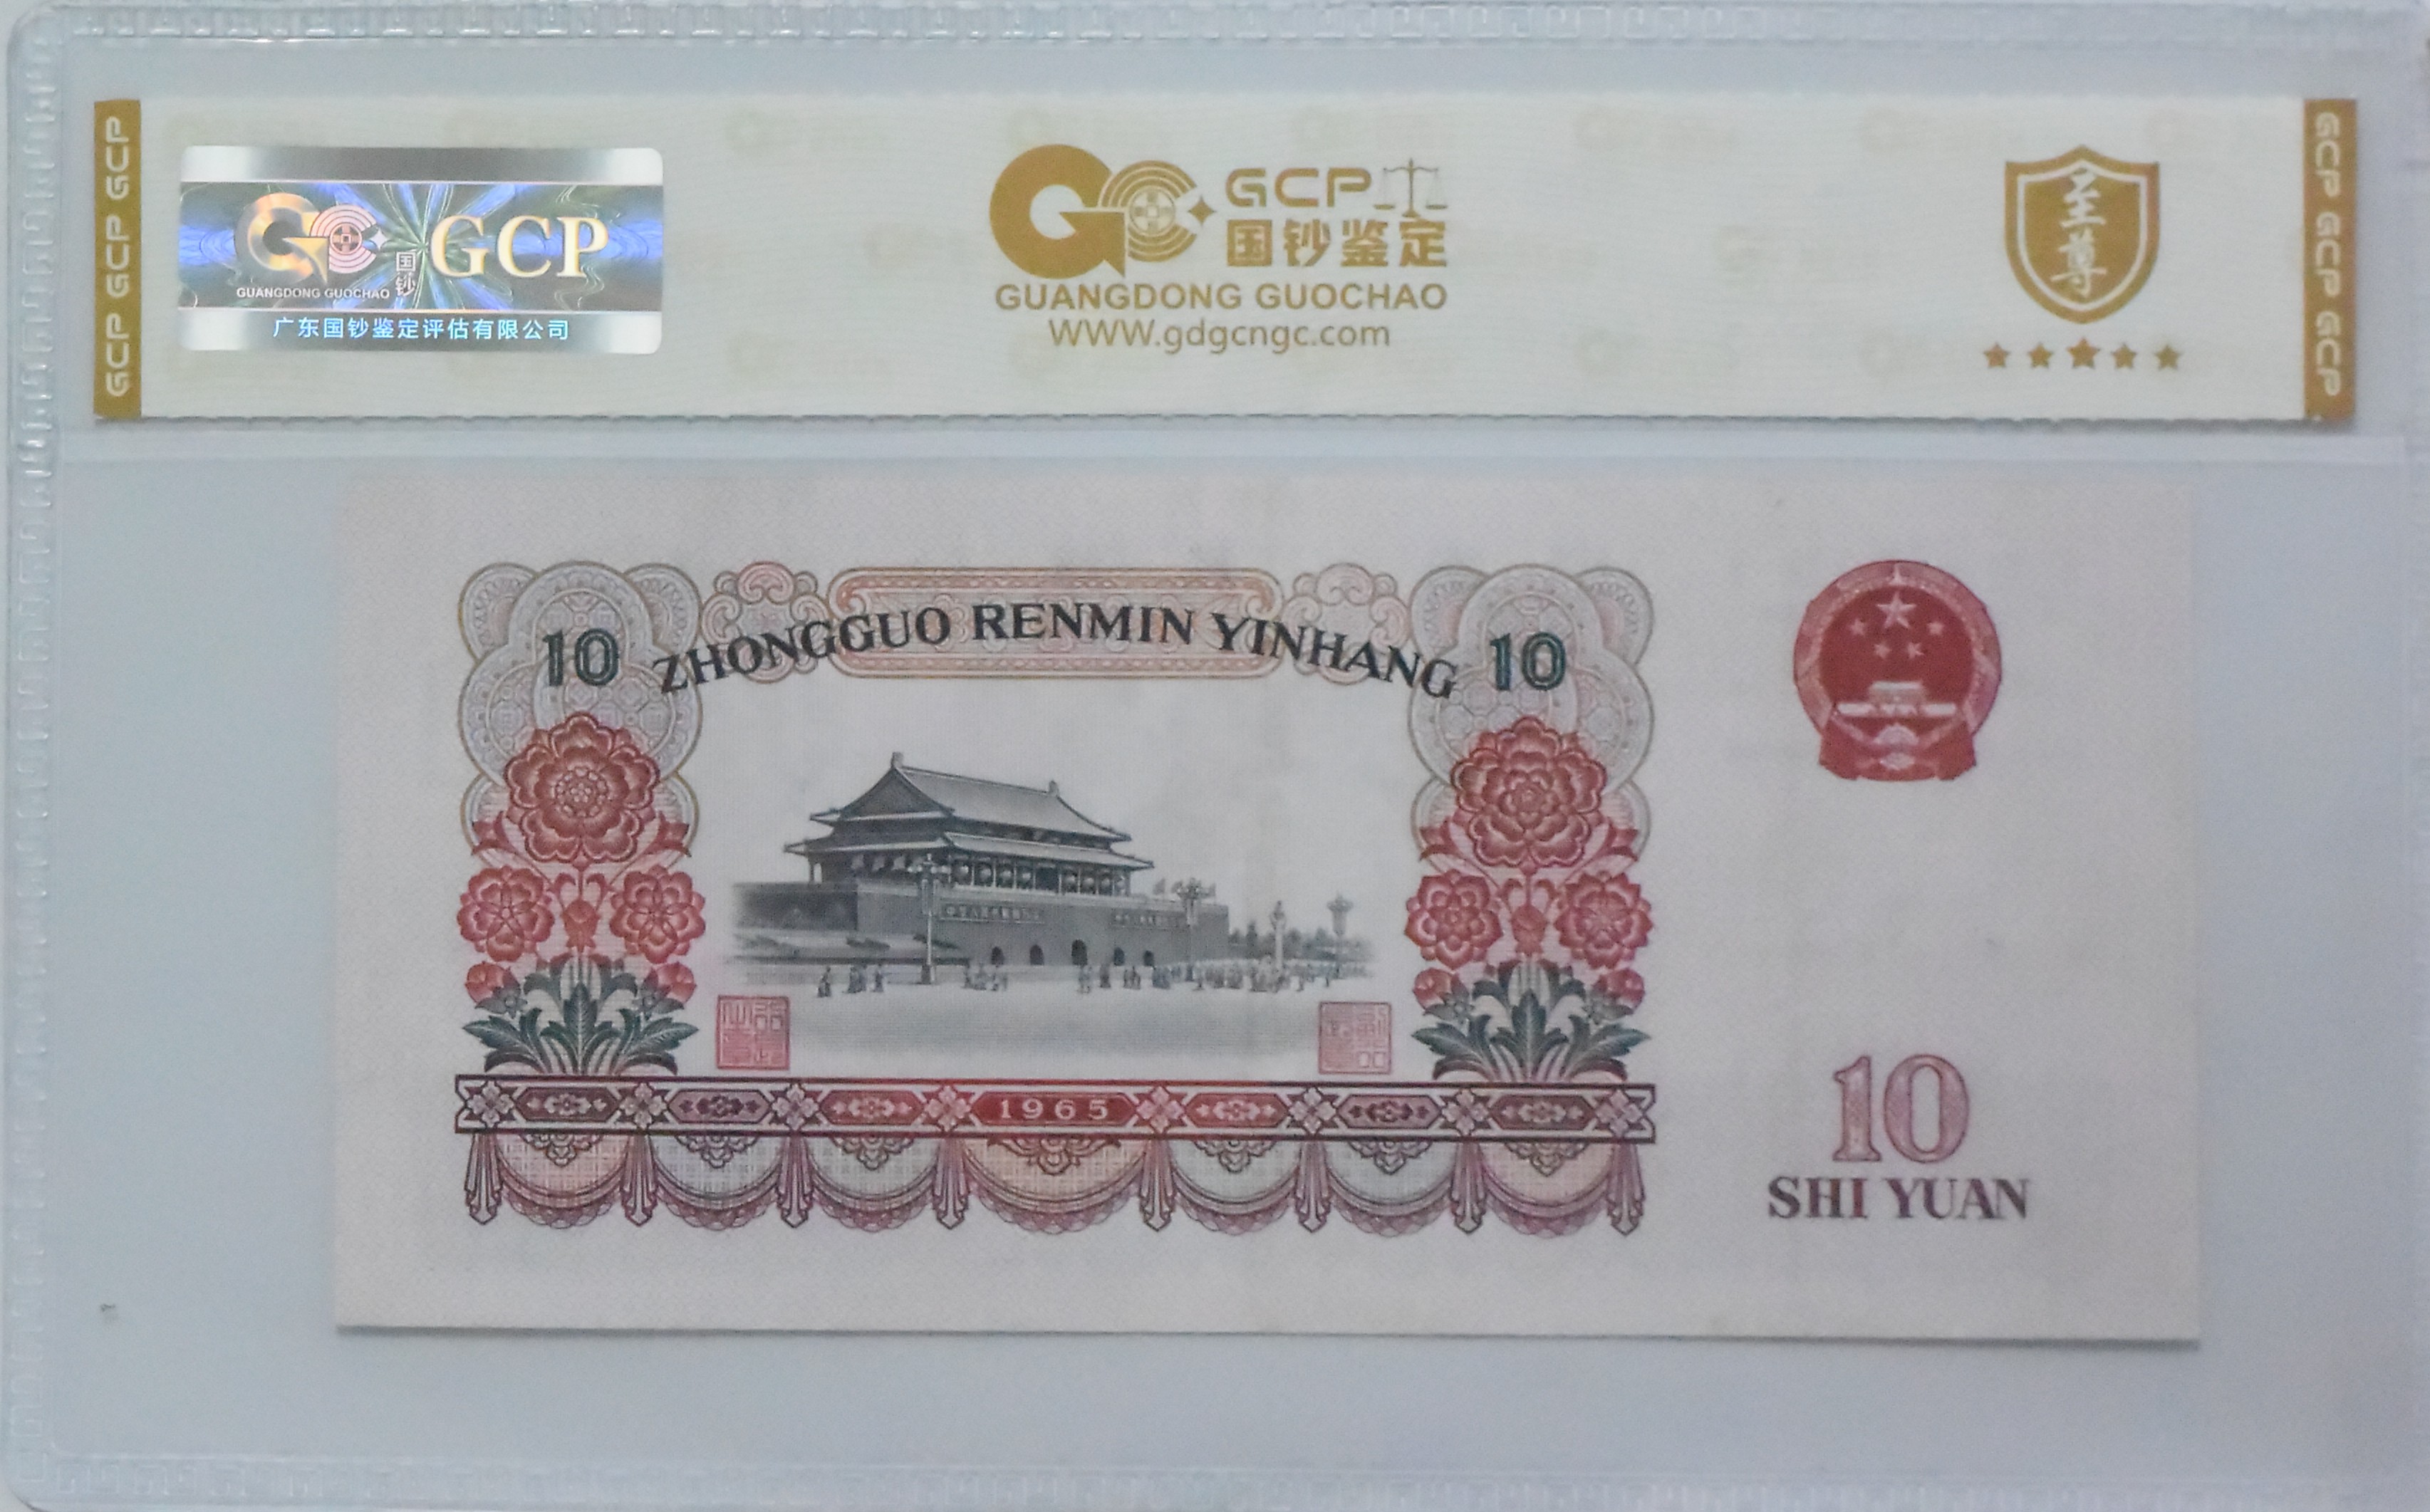 GCP GCP GCP
GUANGDONG GUOCHAO
国钞
GCP
广东国钞鉴定评估有限公司
GCP
国钞鉴定
GUANGDONG GUOCHAO
WWW.gdgcngc.com
至尊
GCP GCP GCP
10 ZHONGGUO RENMIN YINHANG 10
1965
10
SHI YUAN